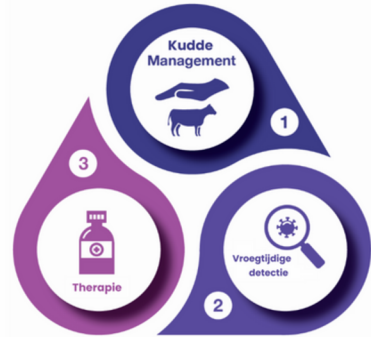 Kudde
Management
1
Vroegtijdige
detectie
2
3
Therapie